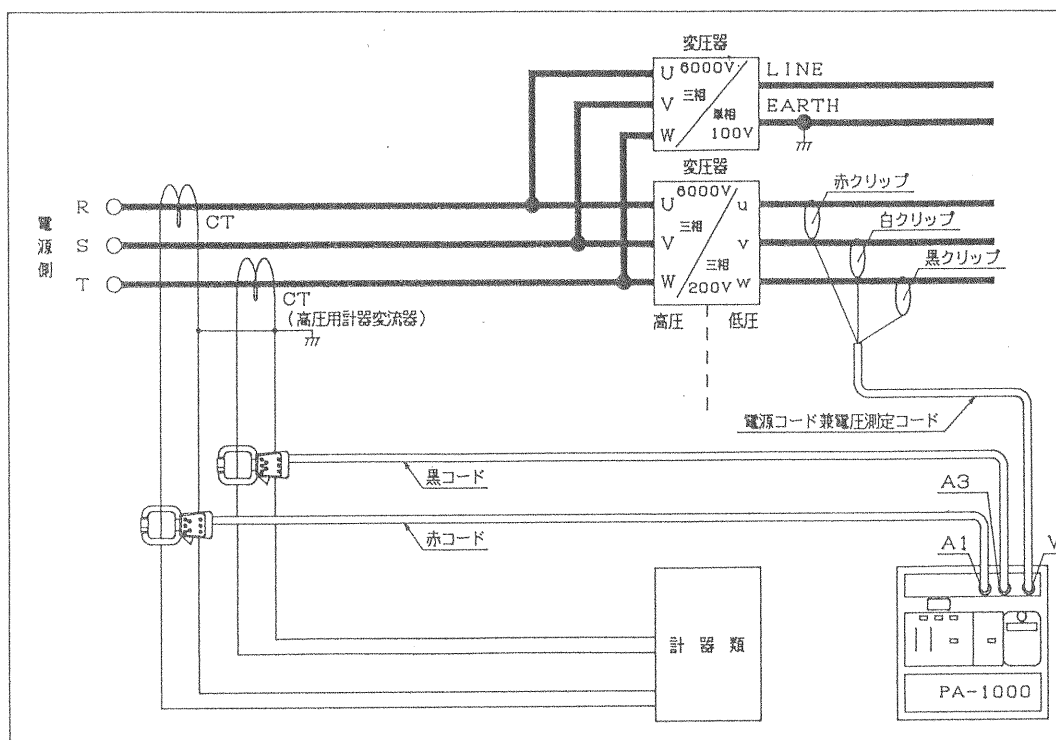 変圧器
U 6000V
LINE
V 三相
EARTH
単相
W 100V
変圧器
6000V
赤クリップ
R
CT
U
u
白クリップ
電源側
S
三相
V
v
黒クリップ
T
三相
W
200V
w
CT
(高圧用計器変流器)
高圧 低圧
電源コード兼電圧測定コード
黒コード
A3
赤コード
A1
V
計器類
PA-1000